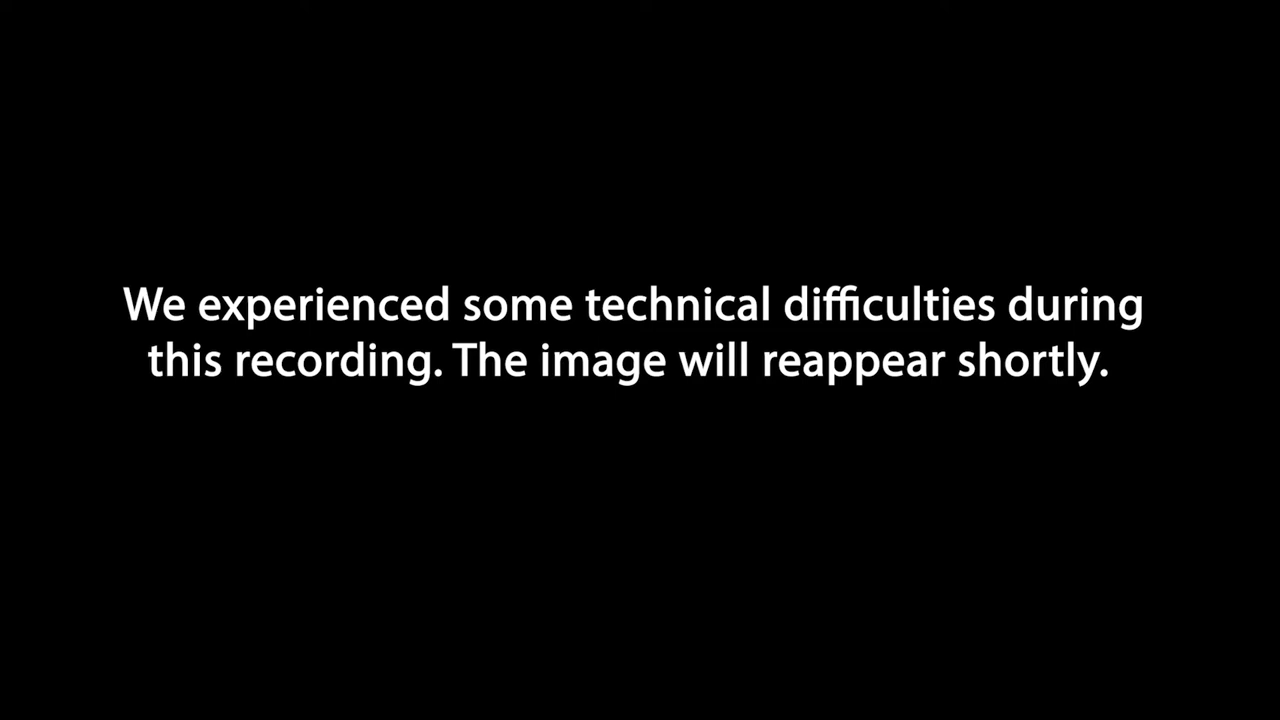 We experienced some technical difficulties during
this recording. The image will reappear shortly.